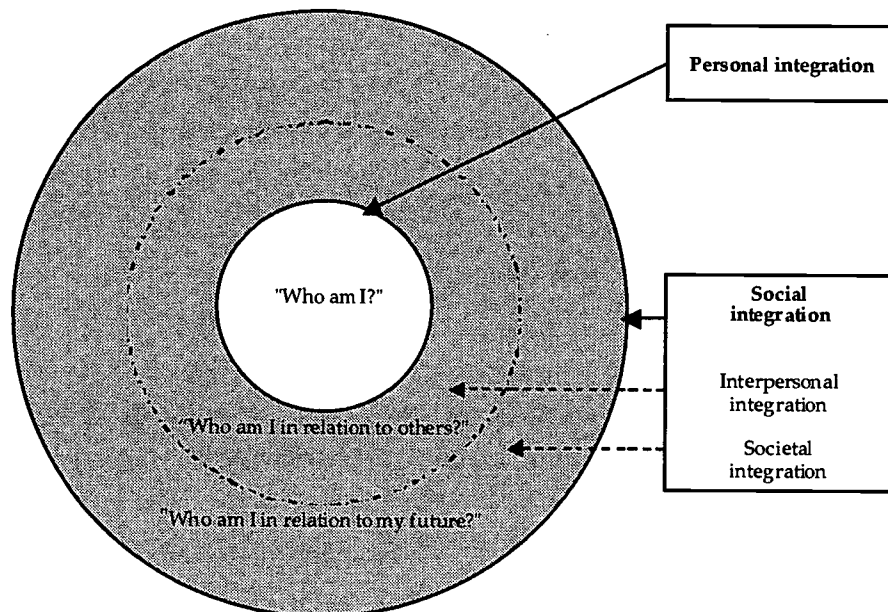 Personal integration
"Who am I?"
Social
integration
Interpersonal
integration
"Who am I in relation to others?"
Societal
integration
"Who am I in relation to my future?"